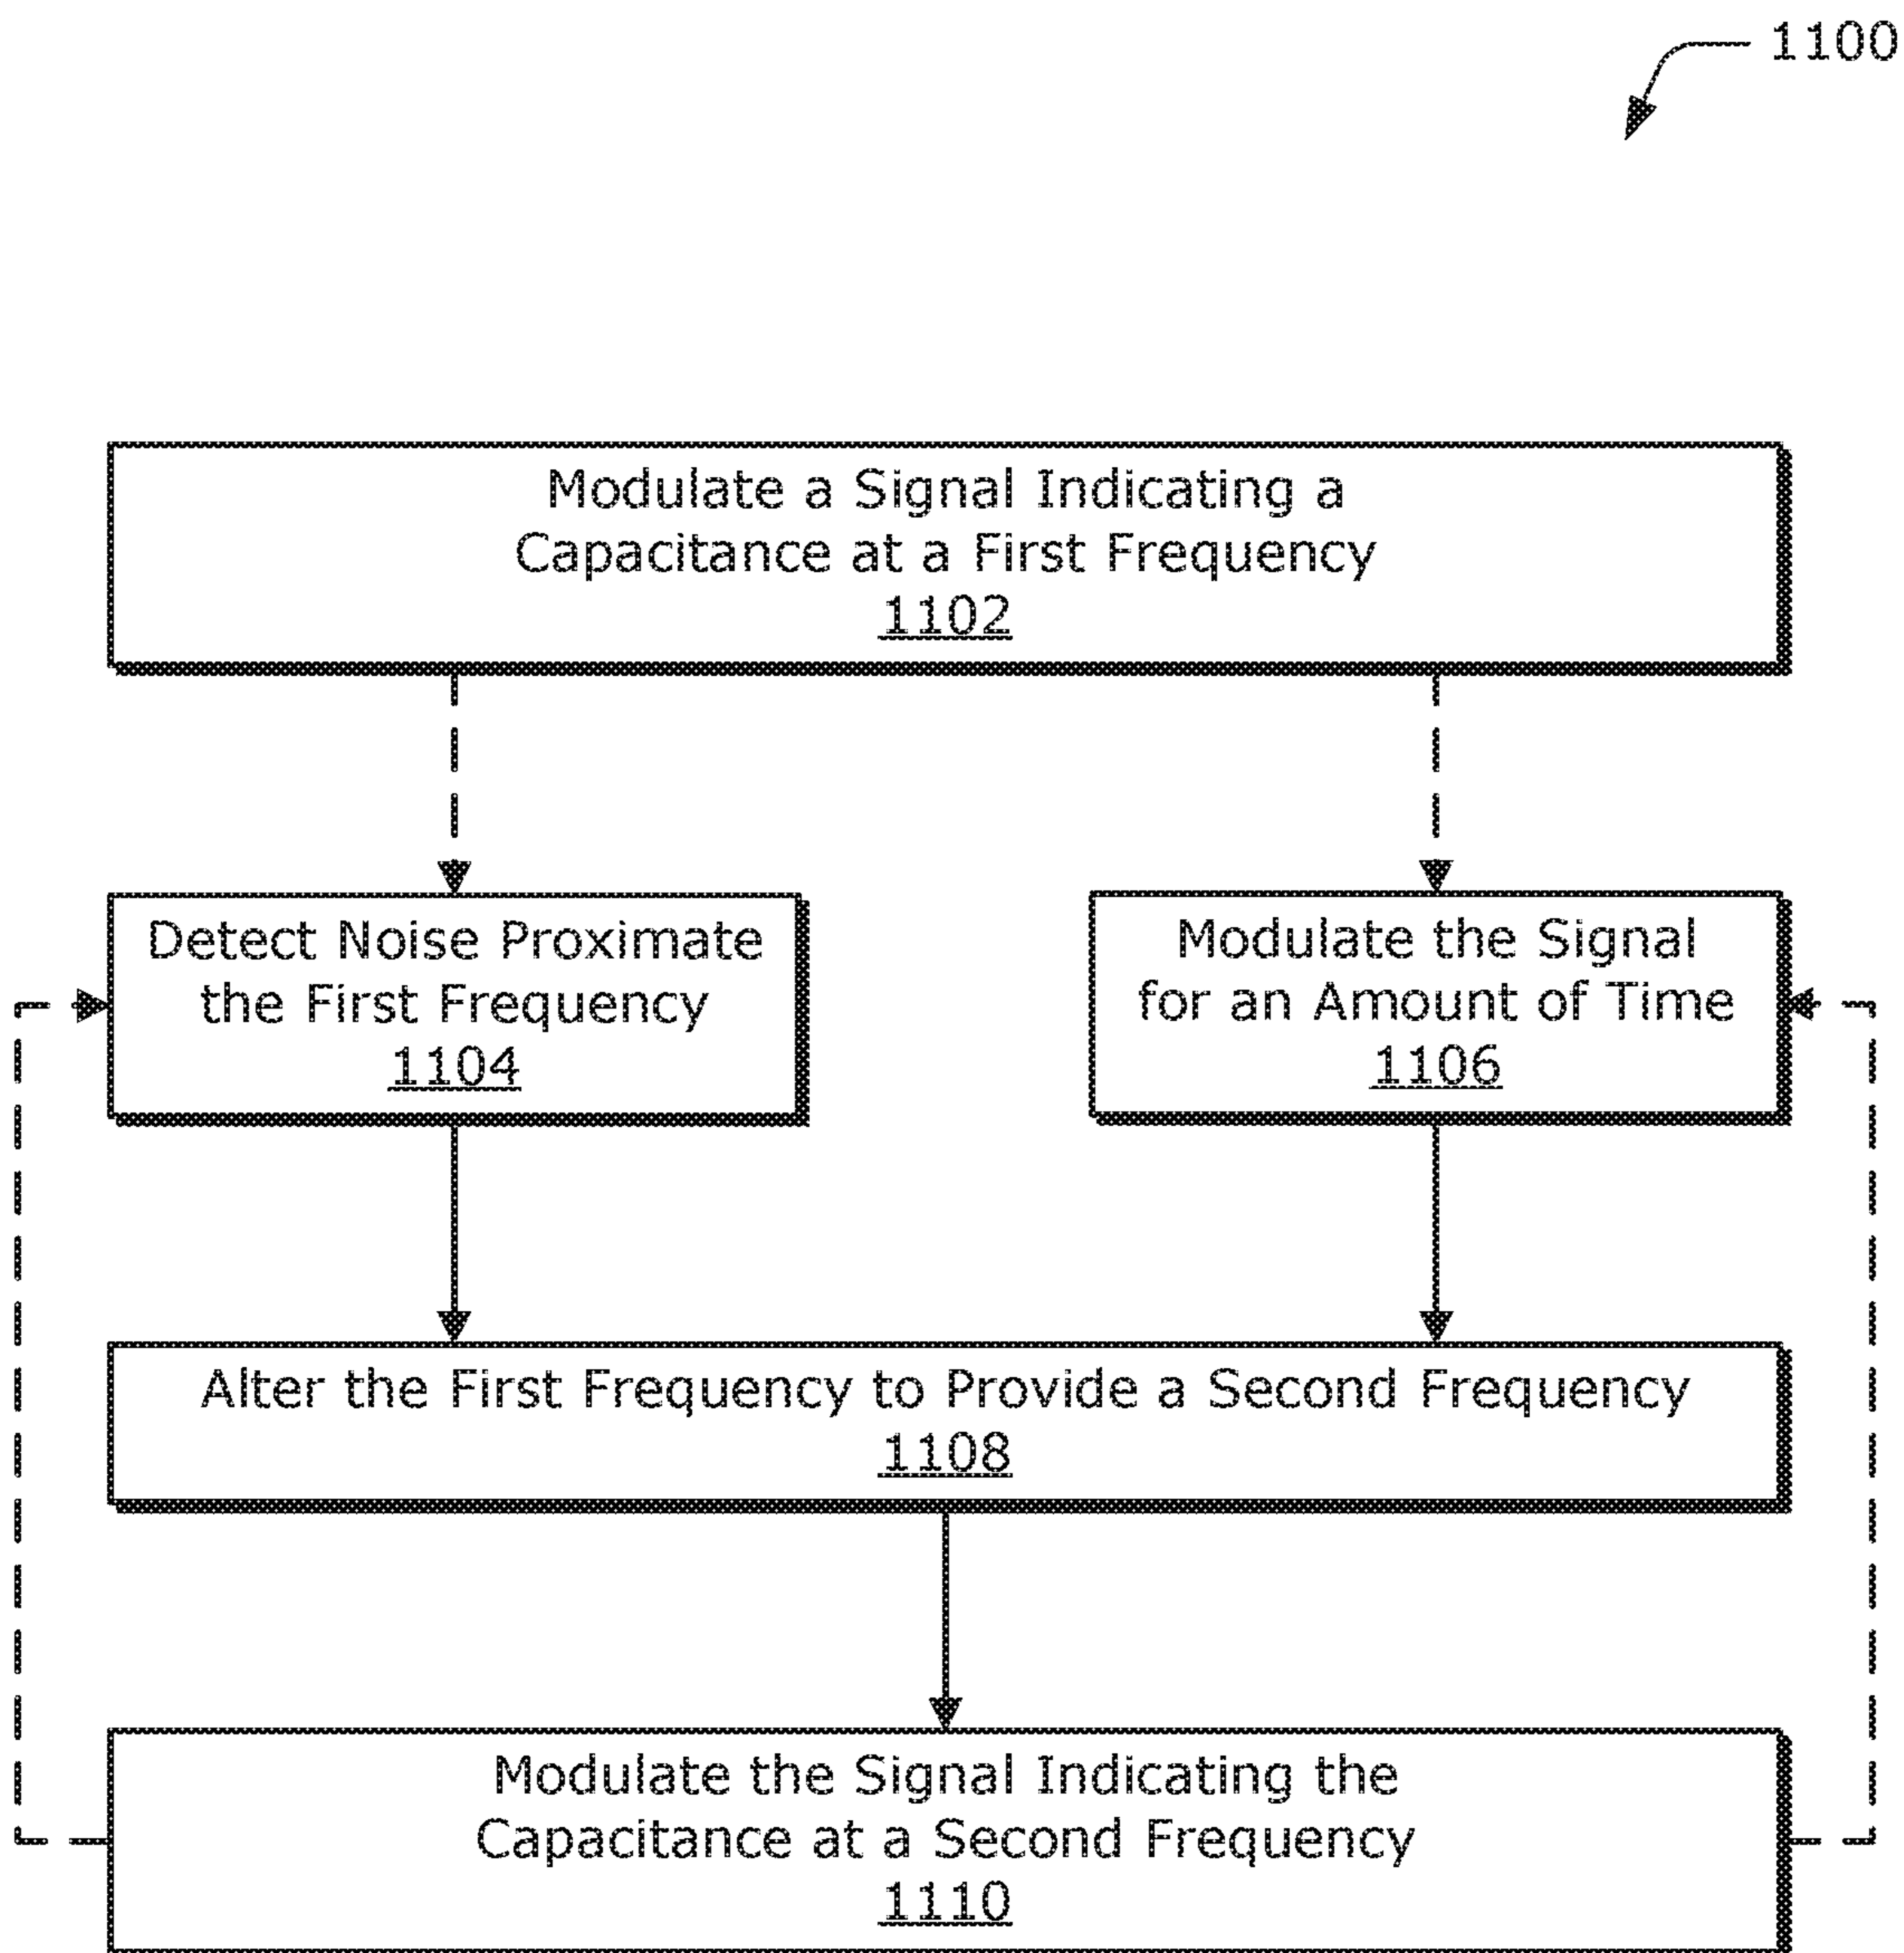 1100
Modulate a Signal Indicating a
Capacitance at a First Frequency
1102
Detect Noise Proximate
the First Frequency
1104
Modulate the Signal
for an Amount of Time
1106
Alter the First Frequency to Provide a Second Frequency
1108
Modulate the Signal Indicating the
Capacitance at a Second Frequency
1110